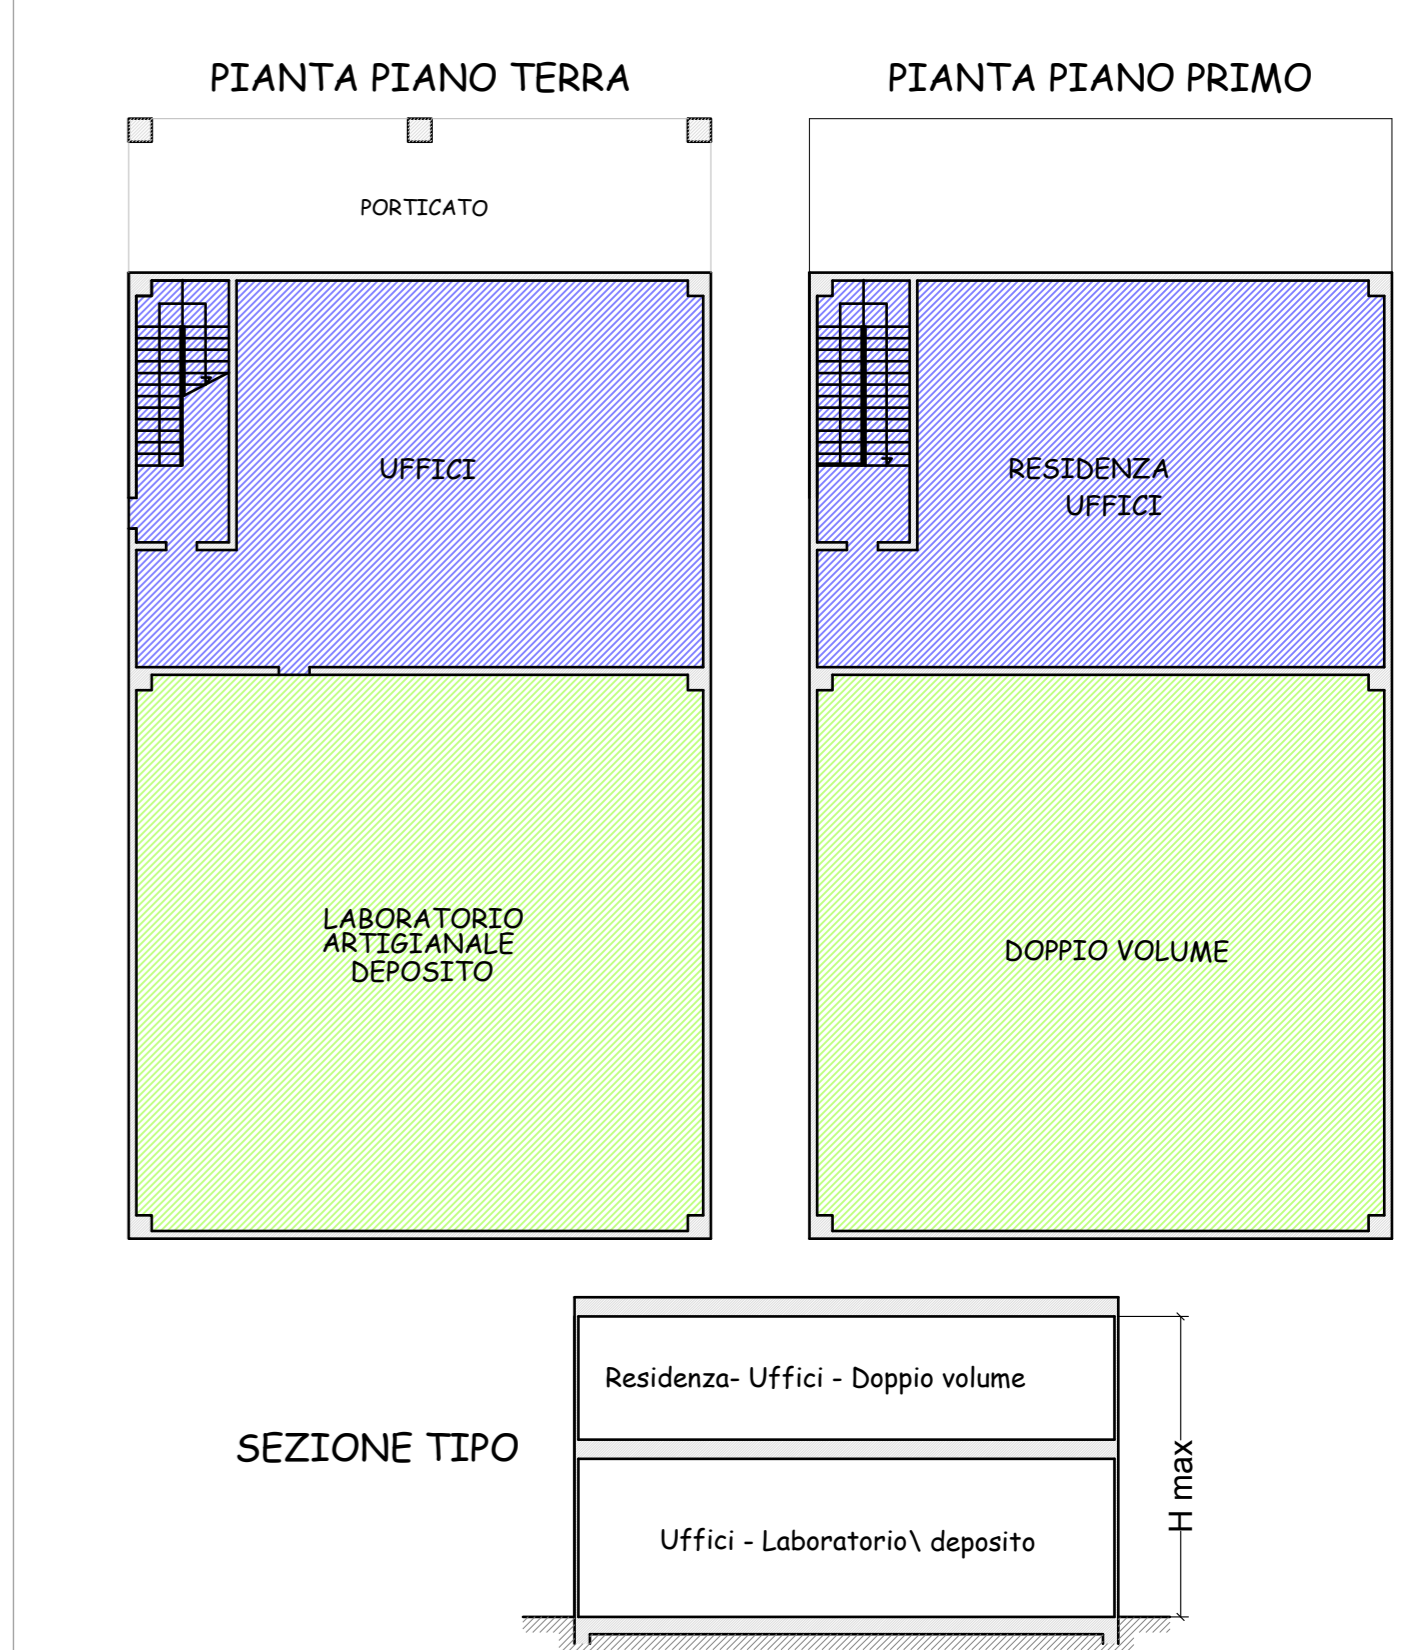 PIANTA PIANO TERRA
PIANTA PIANO PRIMO
PORTICATO
UFFICI
RESIDENZA
UFFICI
LABORATORIO
ARTIGIANALE
DEPOSITO
DOPPIO VOLUME
Residenza- Uffici - Doppio volume
SEZIONE TIPO
H max
Uffici - Laboratorio\ deposito